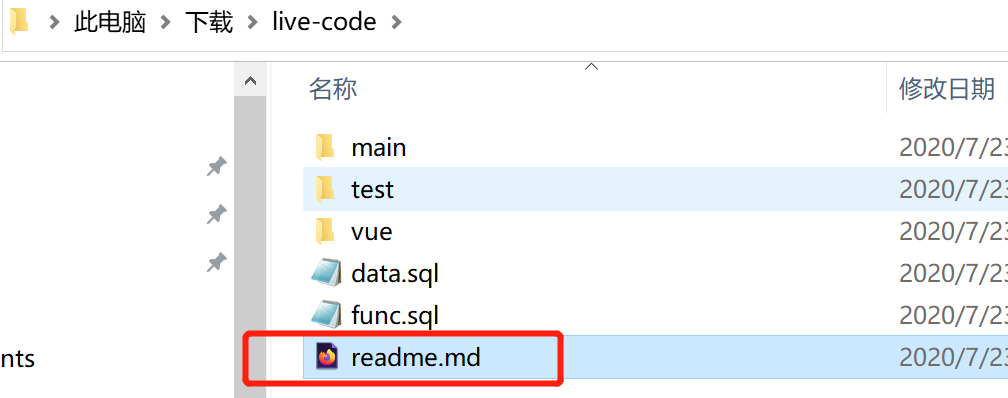 此电脑 > 下载 > live-code >
名称 修改日期
main 2020/7/23
test 2020/7/23
vue 2020/7/23
data.sql 2020/7/23
func.sql 2020/7/23
readme.md 2020/7/23
nts